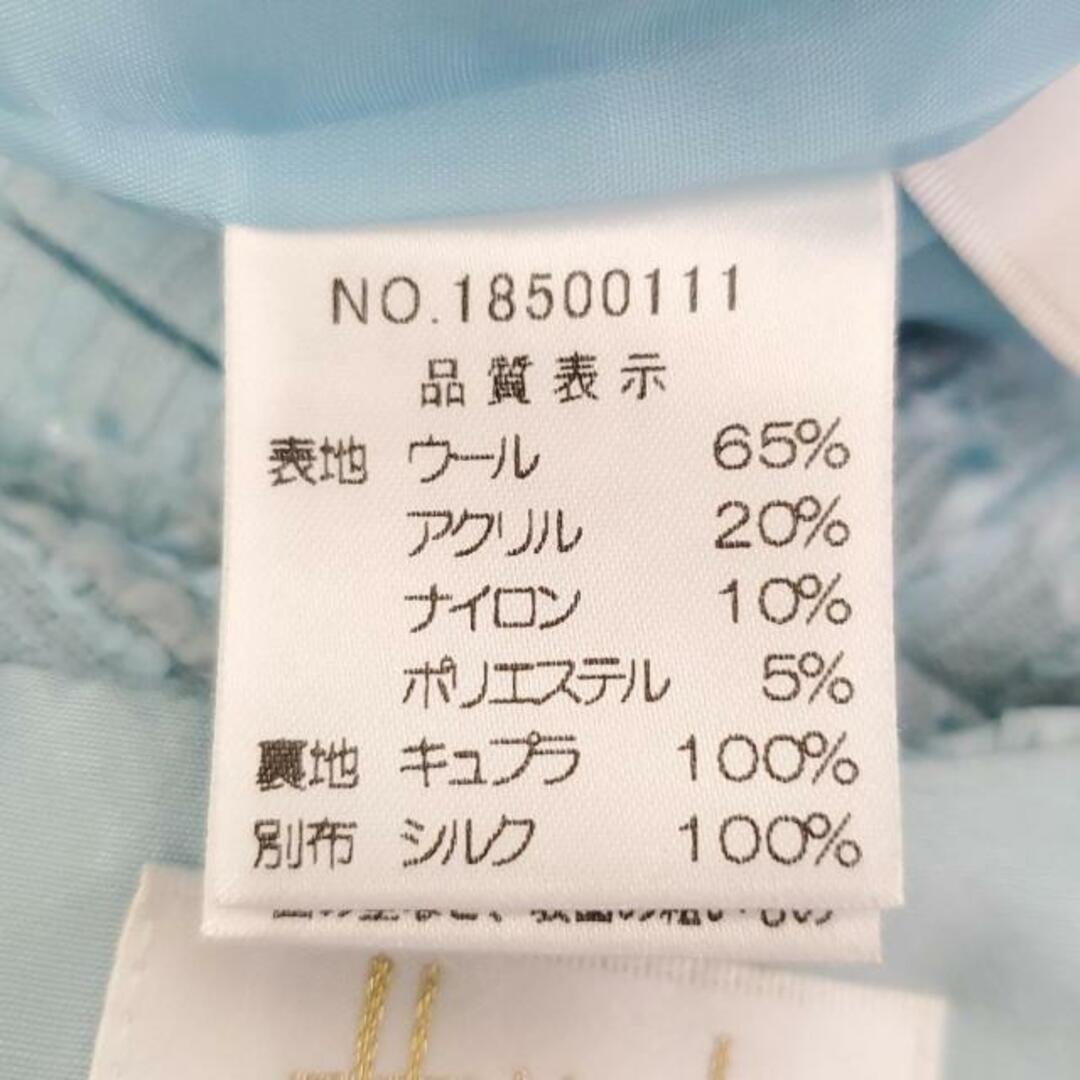 NO.18500111
品質表示
表地 ウール 65%
アクリル 20%
ナイロン 10%
ポリエステル 5%
裏地 キュプラ 100%
別布 シルク 100%